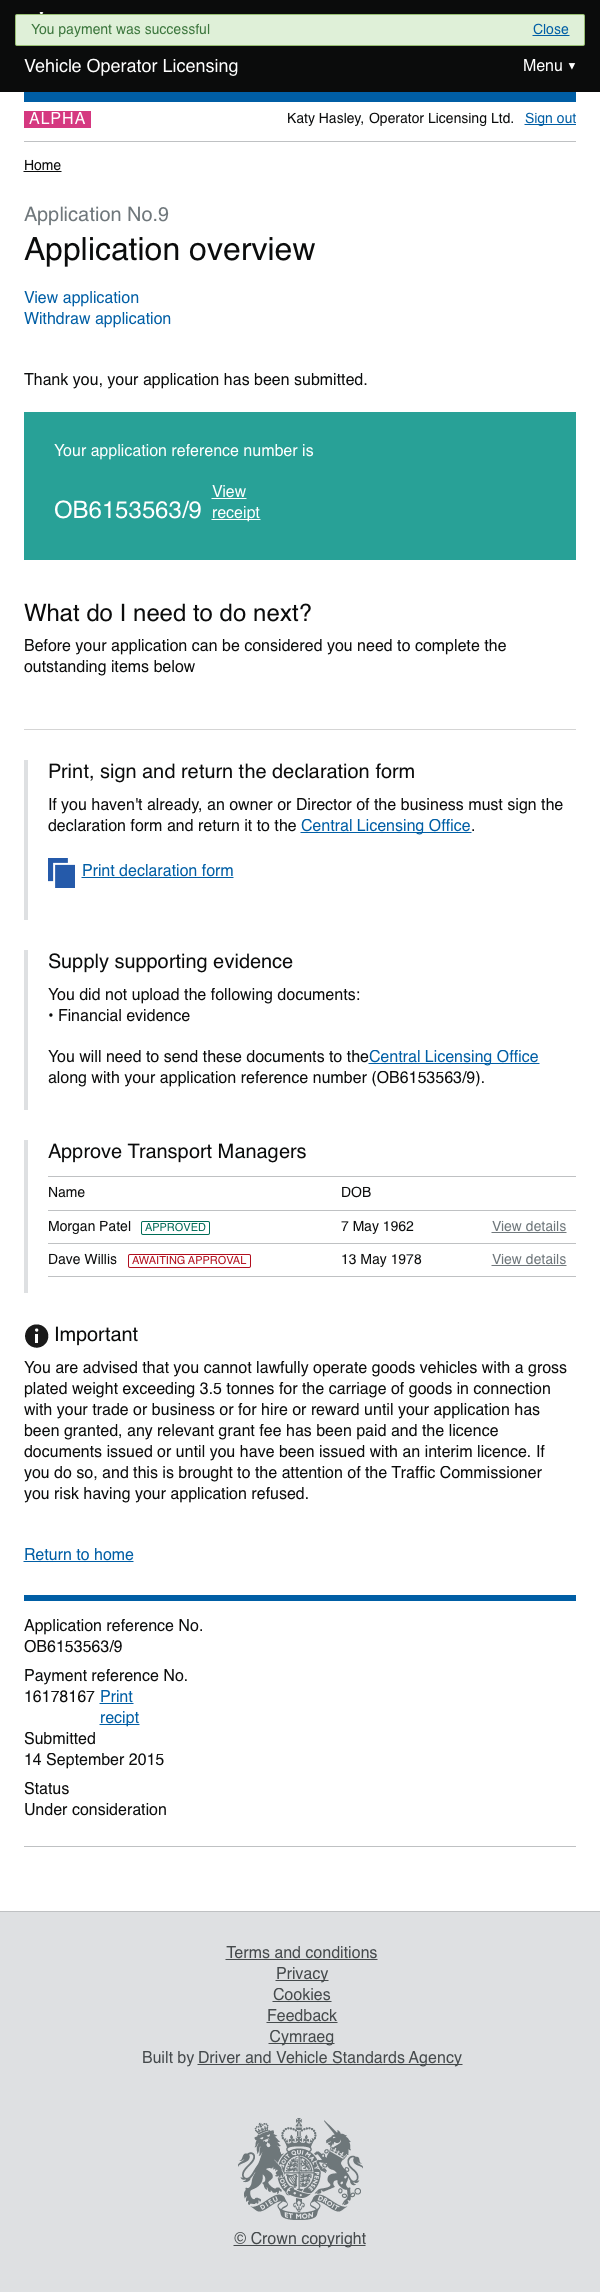 You payment was successful Close
Vehicle Operator Licensing Menu ▼
ALPHA Katy Hasley, Operator Licensing Ltd. Sign out
Home
Application No.9
Application overview
View application
Withdraw application
Thank you, your application has been submitted.
Your application reference number is
OB6153563/9 View
receipt
What do I need to do next?
Before your application can be considered you need to complete the
outstanding items below
Print, sign and return the declaration form
If you haven't already, an owner or Director of the business must sign the
declaration form and return it to the Central Licensing Office.
Print declaration form
Supply supporting evidence
You did not upload the following documents:
• Financial evidence
You will need to send these documents to theCentral Licensing Office
along with your application reference number (OB6153563/9).
Approve Transport Managers
Name DOB
Morgan Patel APPROVED 7 May 1962 View details
Dave Willis AWAITING APPROVAL 13 May 1978 View details
Important
You are advised that you cannot lawfully operate goods vehicles with a gross
plated weight exceeding 3.5 tonnes for the carriage of goods in connection
with your trade or business or for hire or reward until your application has
been granted, any relevant grant fee has been paid and the licence
documents issued or until you have been issued with an interim licence. If
you do so, and this is brought to the attention of the Traffic Commissioner
you risk having your application refused.
Return to home
Application reference No.
OB6153563/9
Payment reference No.
16178167 Print
recipt
Submitted
14 September 2015
Status
Under consideration
Terms and conditions
Privacy
Cookies
Feedback
Cymraeg
Built by Driver and Vehicle Standards Agency
DIEU ET MON DROIT
© Crown copyright